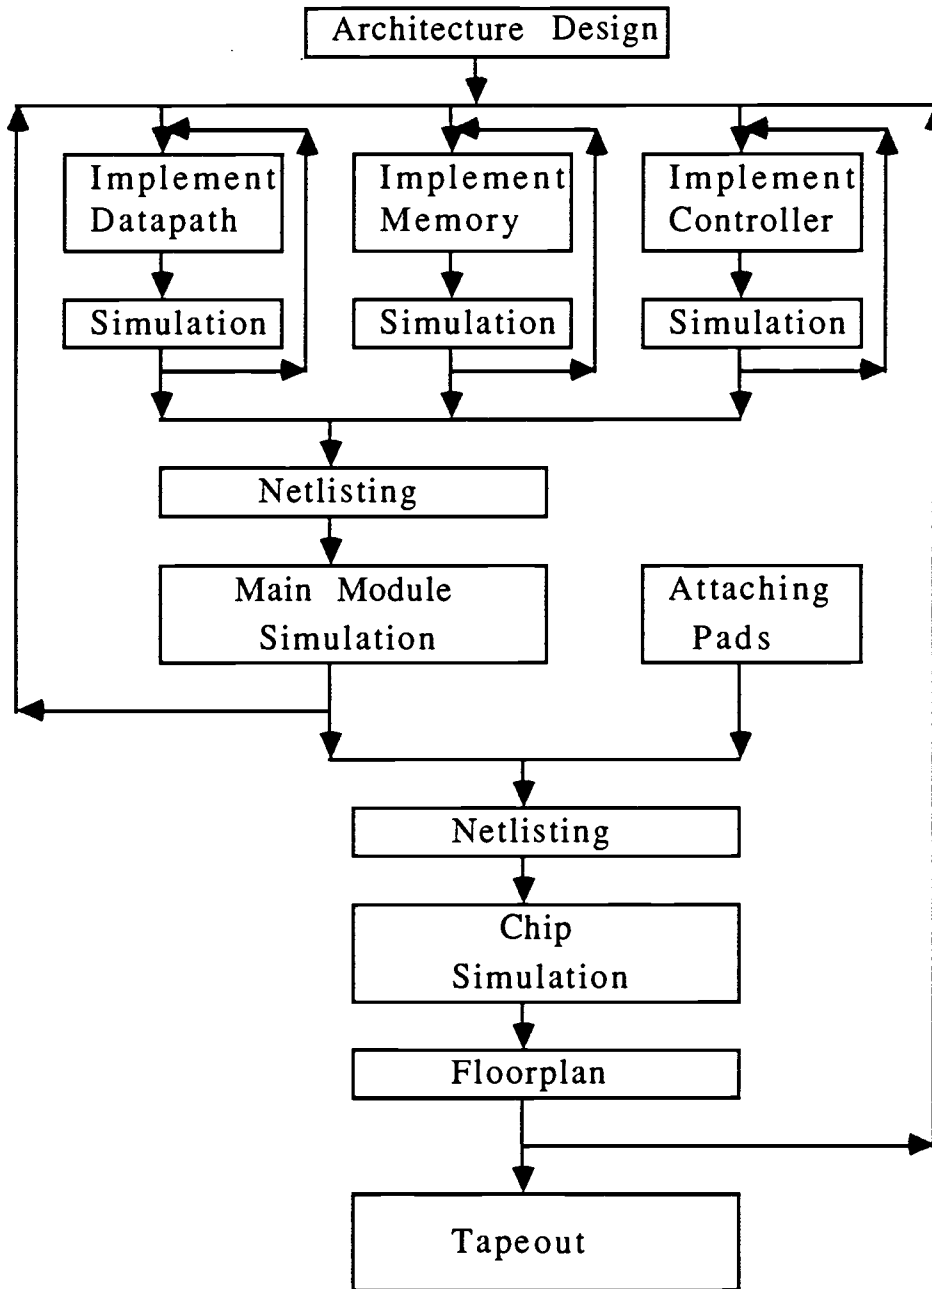 Architecture Design
Implement
Datapath
Implement
Memory
Implement
Controller
Simulation
Simulation
Simulation
Netlisting
Main Module
Simulation
Attaching
Pads
Netlisting
Chip
Simulation
Floorplan
Tapeout